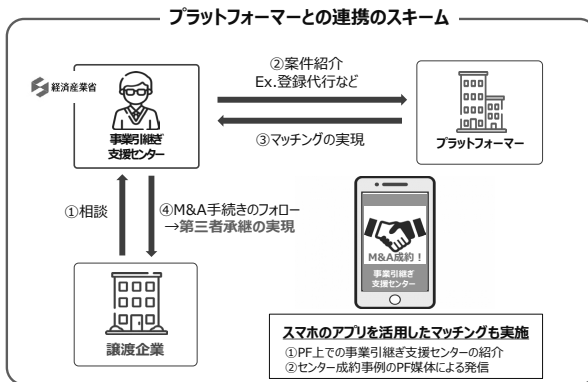 プラットフォーマーとの連携のスキーム
経済産業省
事業引継ぎ
支援センター
②案件紹介
Ex.登録代行など
③マッチングの実現
プラットフォーマー
①相談
④M&A手続きのフォロー
→第三者承継の実現
譲渡企業
M&A成約！
事業引継ぎ
支援センター
スマホのアプリを活用したマッチングも実施
①PF上での事業引継ぎ支援センターの紹介
②センター成約事例のPF媒体による発信